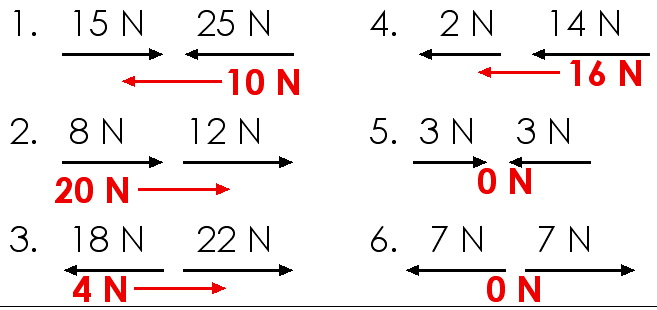 1. 15 N 25 N
10 N
2. 8 N 12 N
20 N
3. 18 N 22 N
4 N
4. 2 N 14 N
16 N
5. 3 N 3 N
0 N
6. 7 N 7 N
0 N